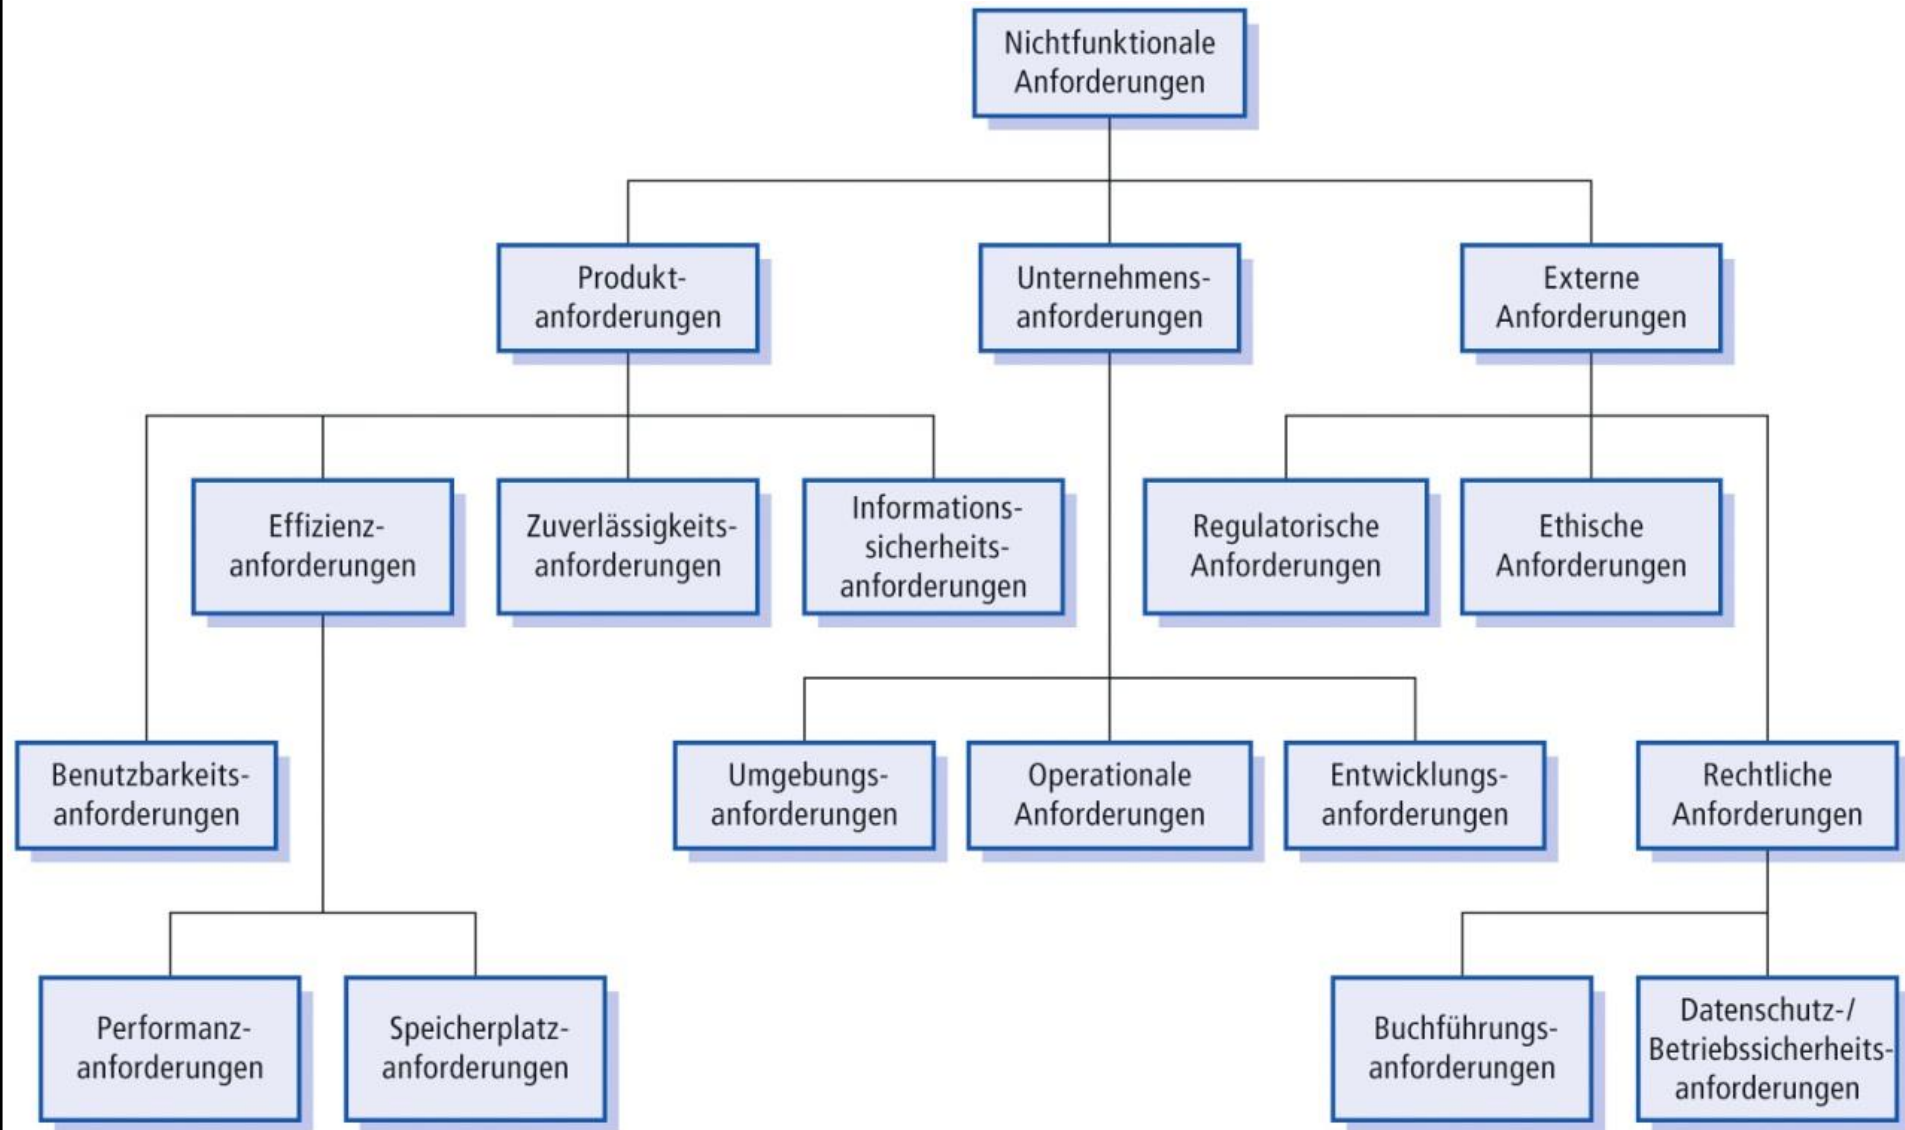 Nichtfunktionale
Anforderungen
Produkt-
anforderungen
Unternehmens-
anforderungen
Externe
Anforderungen
Effizienz-
anforderungen
Zuverlässigkeits-
anforderungen
Informations-
sicherheits-
anforderungen
Regulatorische
Anforderungen
Ethische
Anforderungen
Benutzbarkeits-
anforderungen
Umgebungs-
anforderungen
Operationale
Anforderungen
Entwicklungs-
anforderungen
Rechtliche
Anforderungen
Performanz-
anforderungen
Speicherplatz-
anforderungen
Buchführungs-
anforderungen
Datenschutz-/
Betriebssicherheits-
anforderungen